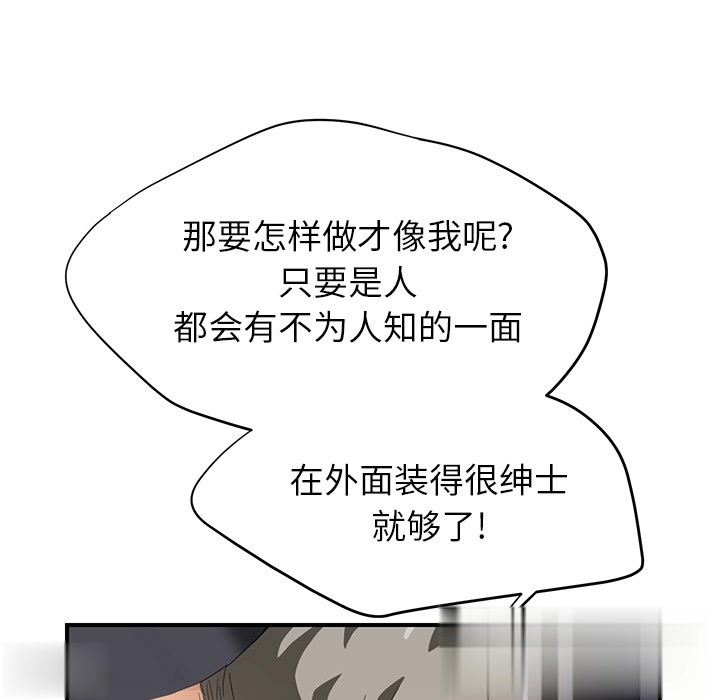 那要怎样做才像我呢?
只要是人
都会有不为人知的一面
在外面装得很绅士
就够了!